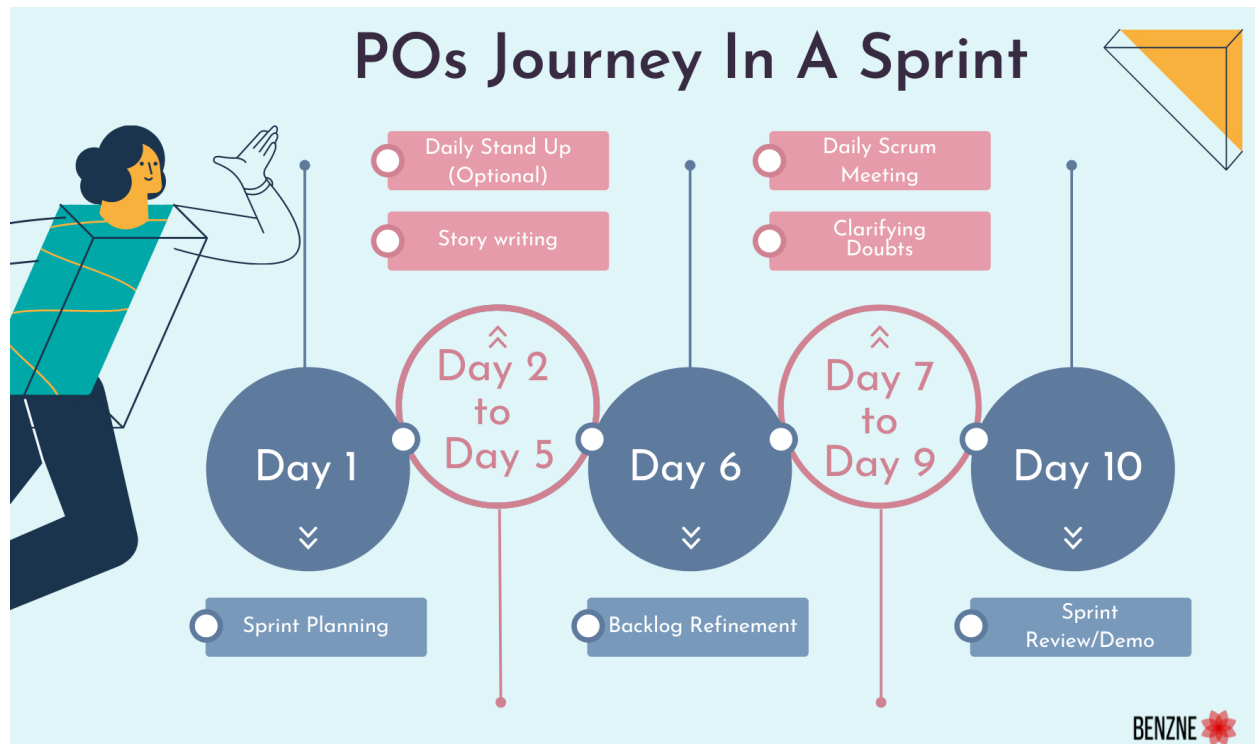 POs Journey In A Sprint
Daily Stand Up
(Optional)
Story writing
Daily Scrum
Meeting
Clarifying
Doubts
Day 1
Day 2
to
Day 5
Day 6
Day 7
to
Day 9
Day 10
Sprint Planning
Backlog Refinement
Sprint
Review/Demo
BENZNE